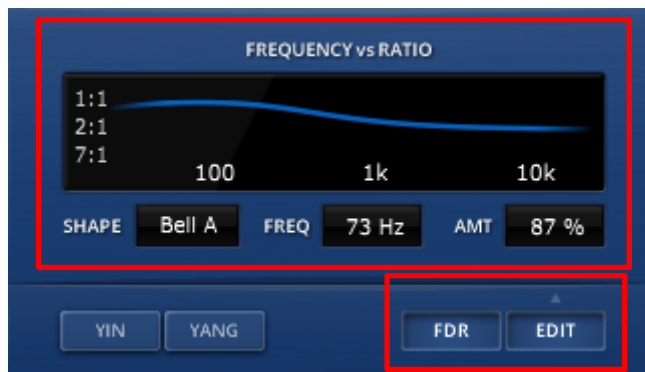 FREQUENCY vs RATIO
1:1
2:1
7:1
100 1k 10k
SHAPE Bell A FREQ 73 Hz AMT 87 %
YIN YANG FDR EDIT